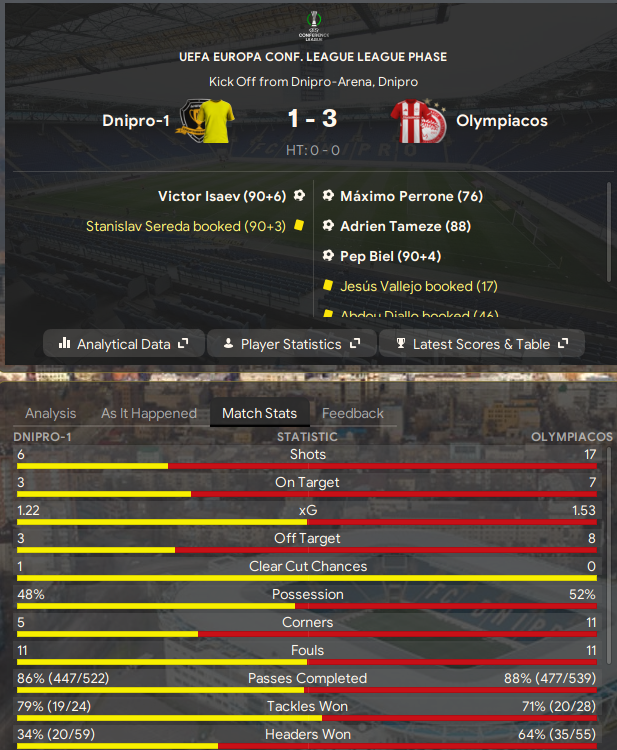 CONFERENCE
LEAGUE
UEFA EUROPA CONF. LEAGUE LEAGUE PHASE
Kick Off from Dnipro-Arena, Dnipro
Dnipro-1 1 - 3 Olympiacos
HT: 0 - 0
Victor Isaev (90+6) Máximo Perrone (76)
Stanislav Sereda booked (90+3) Adrien Tameze (88)
Pep Biel (90+4)
Jesús Vallejo booked (17)
Abdou Diallo booked (46)
Analytical Data Player Statistics Latest Scores & Table
Analysis As It Happened Match Stats Feedback
DNIPRO-1 STATISTIC OLYMPIACOS
6 Shots 17
3 On Target 7
1.22 xG 1.53
3 Off Target 8
1 Clear Cut Chances 0
48% Possession 52%
5 Corners 11
11 Fouls 11
86% (447/522) Passes Completed 88% (477/539)
79% (19/24) Tackles Won 71% (20/28)
34% (20/59) Headers Won 64% (35/55)